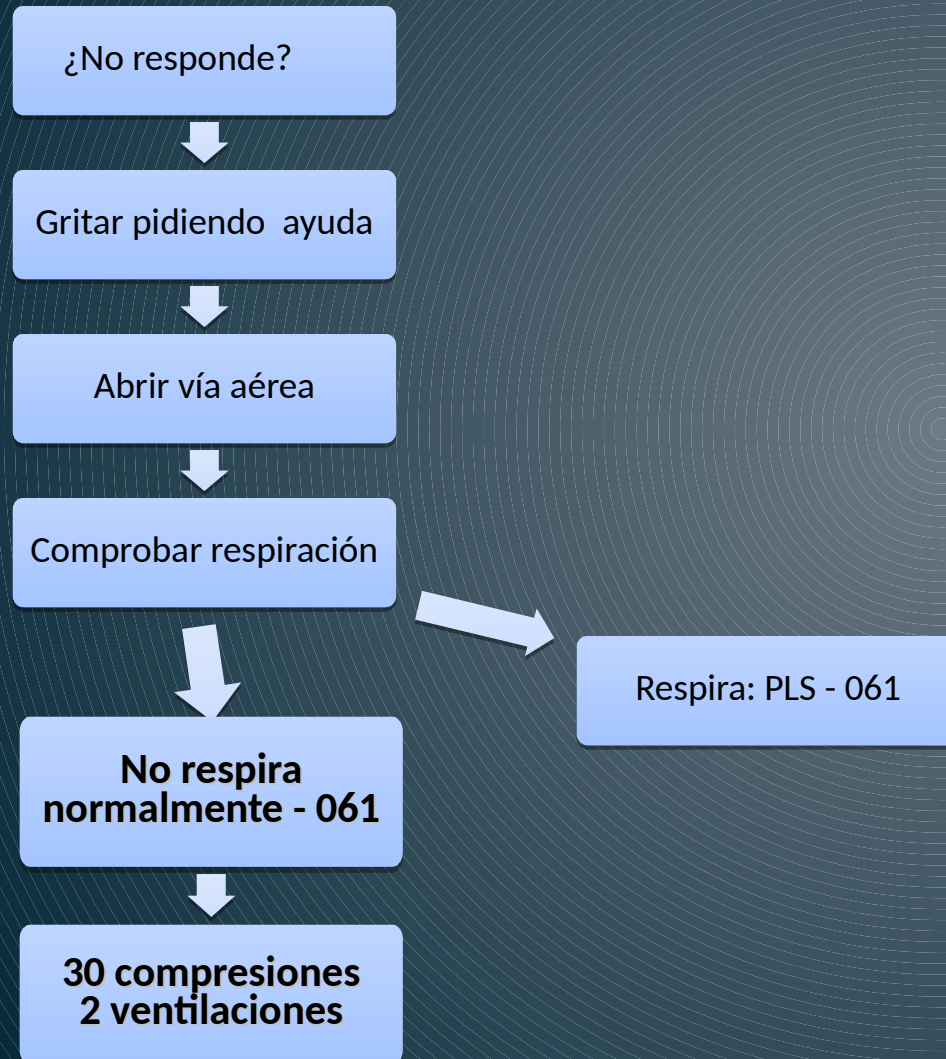 ¿No responde?
Gritar pidiendo  ayuda
Abrir vía aérea
Comprobar respiración
Respira: PLS - 061
No respira
normalmente - 061
30 compresiones
2 ventilaciones